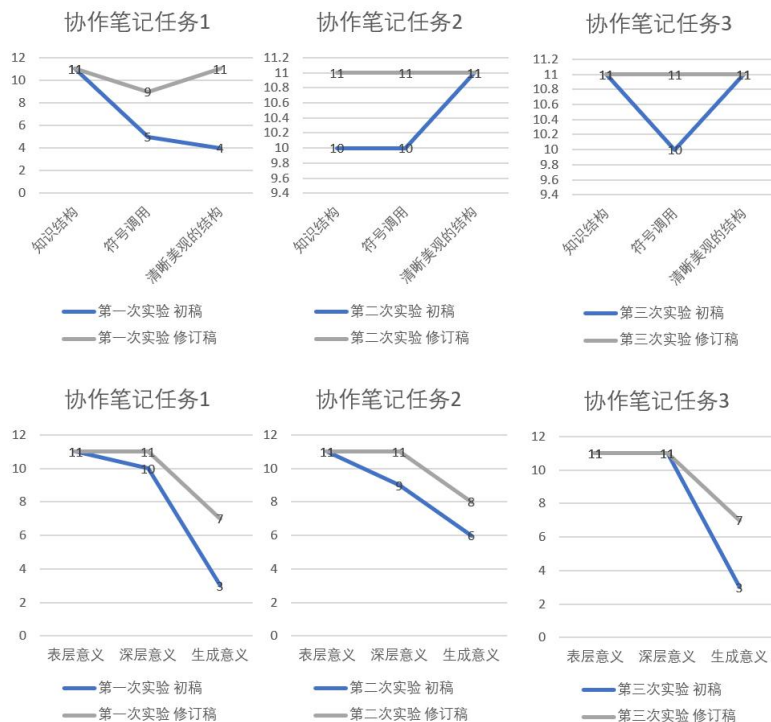 协作笔记任务1
12
10
8
6
4
2
0
11
9
11
5
4
知识结构
符号调用
清晰美观的结构
第一次实验 初稿
第一次实验 修订稿
协作笔记任务2
11.2
11
10.8
10.6
10.4
10.2
10
9.8
9.6
9.4
11
11
11
10
10
知识结构
符号调用
清晰美观的结构
第二次实验 初稿
第二次实验 修订稿
协作笔记任务3
11.2
11
10.8
10.6
10.4
10.2
10
9.8
9.6
9.4
11
11
11
10
知识结构
符号调用
清晰美观的结构
第三次实验 初稿
第三次实验 修订稿
协作笔记任务1
12
10
8
6
4
2
0
11
11
10
7
3
表层意义 深层意义 生成意义
第一次实验 初稿
第一次实验 修订稿
协作笔记任务2
12
10
8
6
4
2
0
11
11
9
8
6
表层意义 深层意义 生成意义
第二次实验 初稿
第二次实验 修订稿
协作笔记任务3
12
10
8
6
4
2
0
11
11
7
3
表层意义 深层意义 生成意义
第三次实验 初稿
第三次实验 修订稿